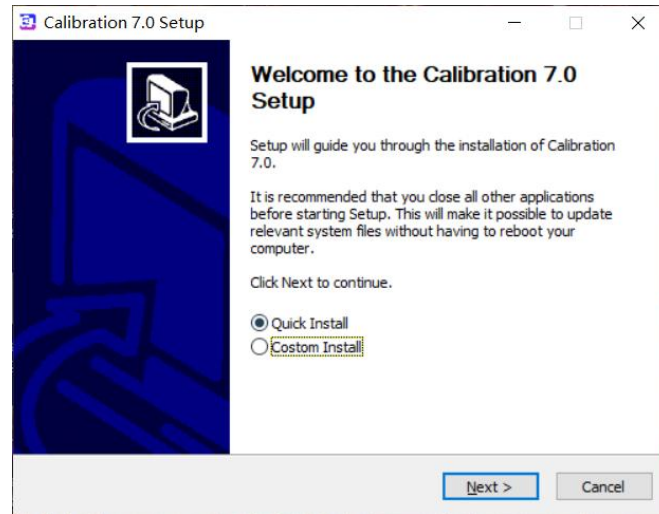 Calibration 7.0 Setup
Welcome to the Calibration 7.0
Setup
Setup will guide you through the installation of Calibration
7.0.
It is recommended that you close all other applications
before starting Setup. This will make it possible to update
relevant system files without having to reboot your
computer.
Click Next to continue.
Quick Install
Costom Install
Next >
Cancel